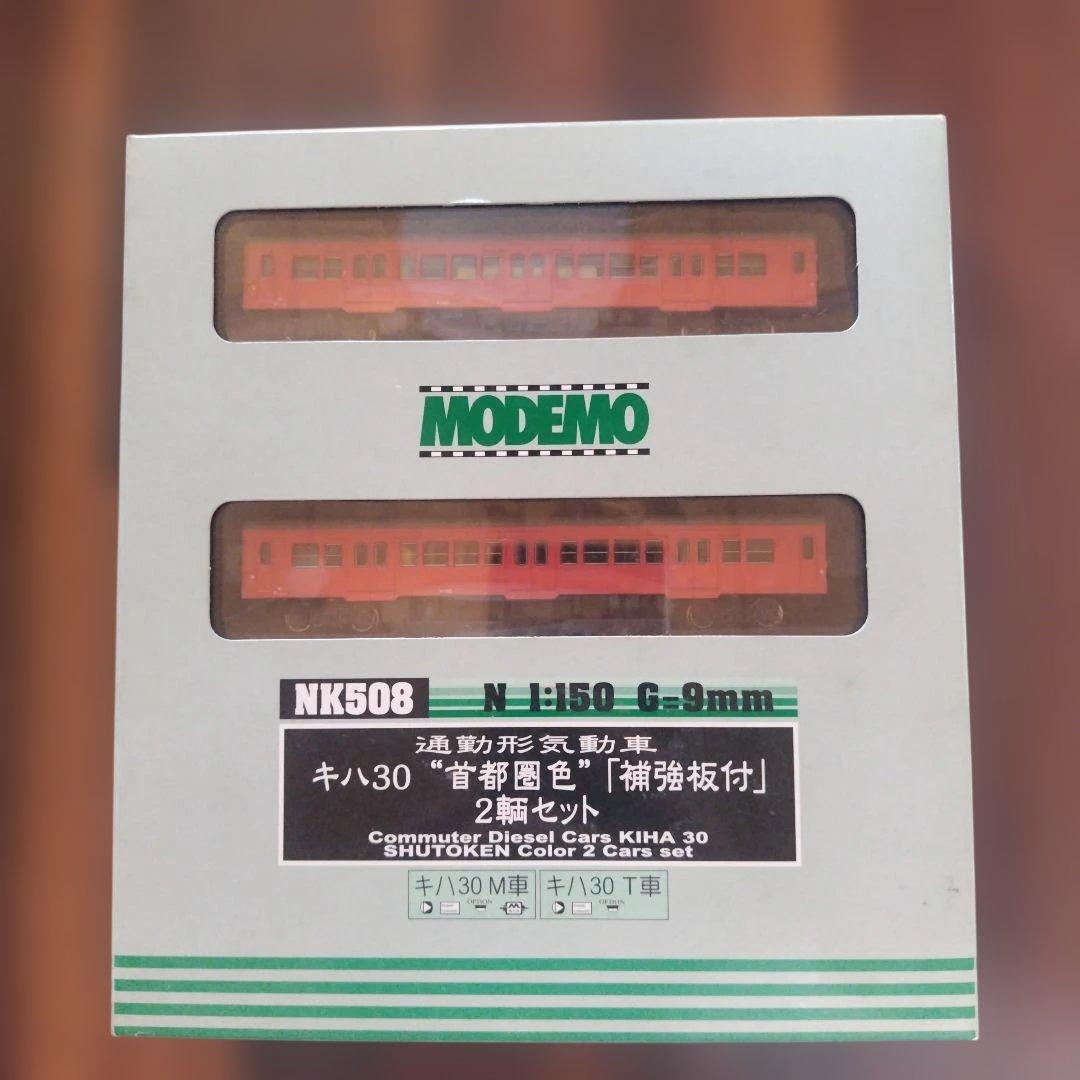 MODEMO
NK508 N 1:150 G=9mm
通勤形気動車
キハ30 “首都圏色”「補強板付」
2輌セット
Commuter Diesel Cars KIHA 30
SHUTOKEN Color 2 Cars set
キハ30 M車 キハ30 T車
OPTION OPTION